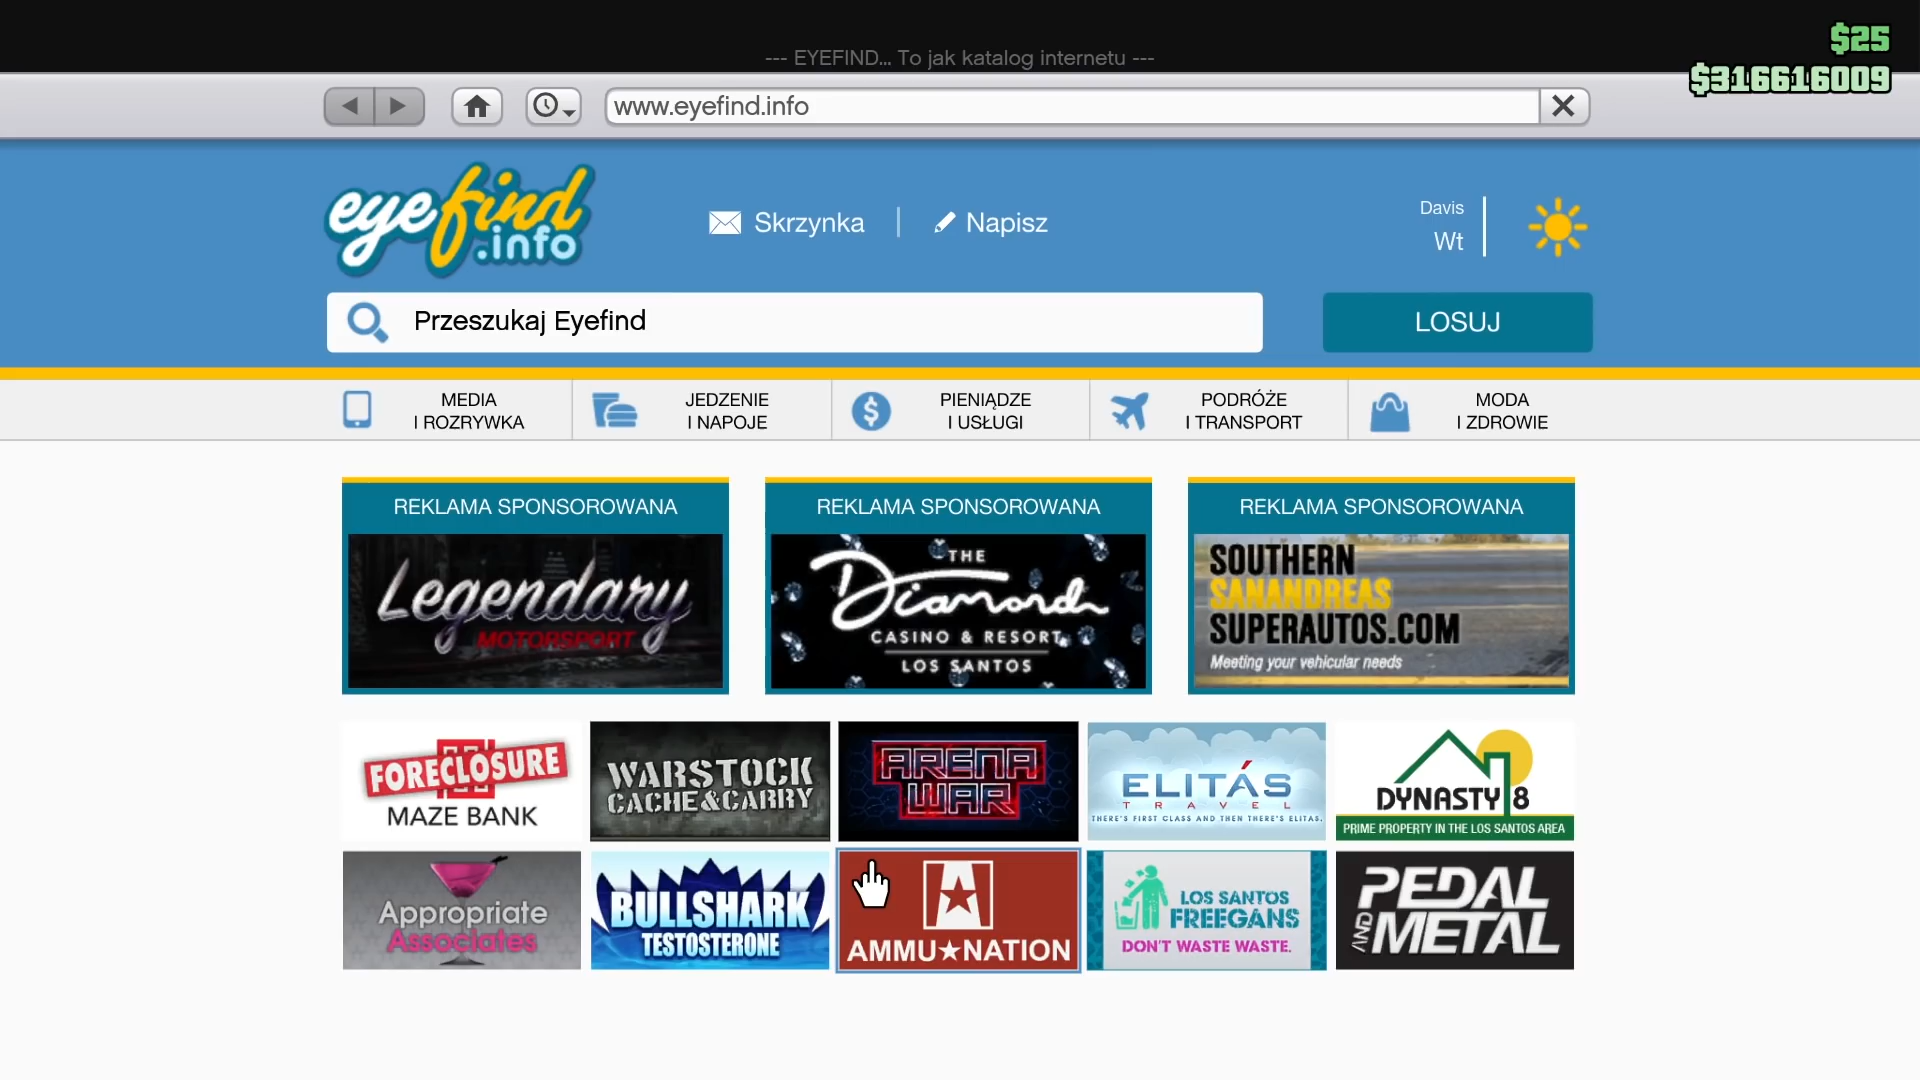 $25
--- EYEFIND... To jak katalog internetu ---
$316616009
www.eyefind.info
eyefind
.info
Skrzynka
Napisz
Davis
Wt
Przeszukaj Eyefind
LOSUJ
MEDIA
I ROZRYWKA
JEDZENIE
I NAPOJE
PIENIĄDZE
I USŁUGI
PODRÓŻE
I TRANSPORT
MODA
I ZDROWIE
REKLAMA SPONSOROWANA
Legendary
MOTORSPORT
REKLAMA SPONSOROWANA
THE
Diamond
CASINO & RESORT
LOS SANTOS
REKLAMA SPONSOROWANA
SOUTHERN
SANANDREAS
SUPERAUTOS.COM
Meeting your vehicular needs
FORECLOSURE
MAZE BANK
WARSTOCK
CACHE&CARRY
ARENA
WAR
ELITÁS
TRAVEL
THERE'S FIRST CLASS AND THEN THERE'S ELITAS.
DYNASTY 8
PRIME PROPERTY IN THE LOS SANTOS AREA
Appropriate
Associates
BULLSHARK
TESTOSTERONE
AMMU★NATION
LOS SANTOS
FREEGANS
DON'T WASTE WASTE.
PEDAL
AND METAL